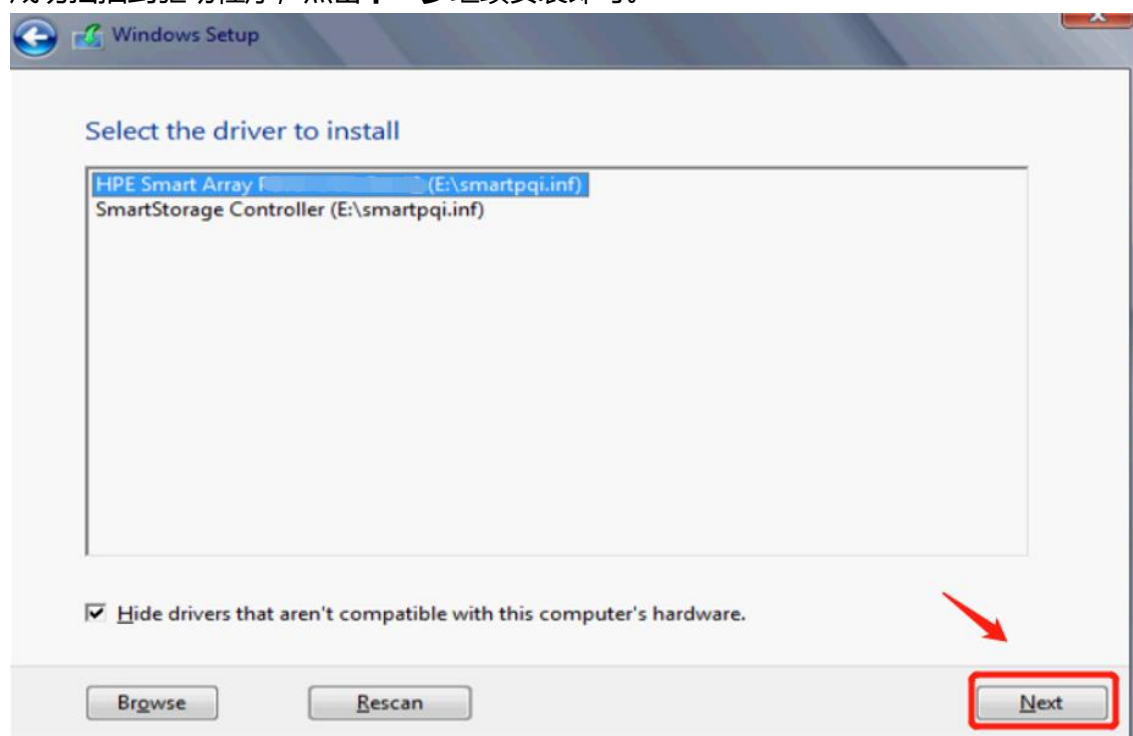 Windows Setup
Select the driver to install
HPE Smart Array (E:\smartpqi.inf)
SmartStorage Controller (E:\smartpqi.inf)
Hide drivers that aren't compatible with this computer's hardware.
Browse
Rescan
Next